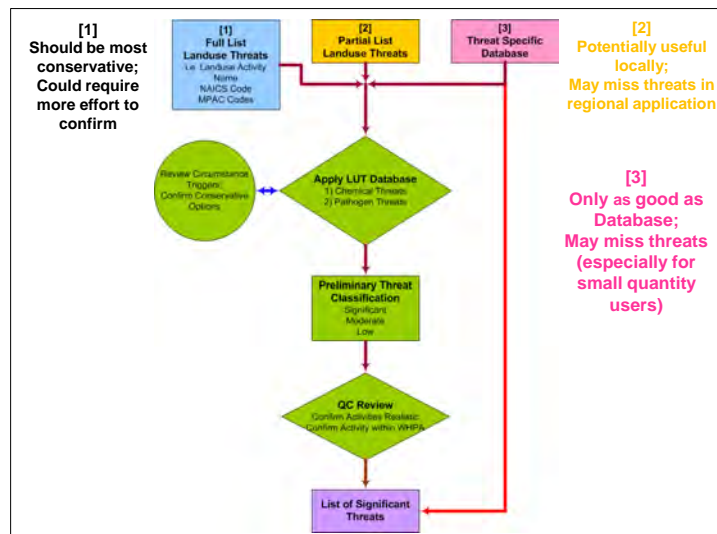 [1]
Should be most
conservative;
Could require
more effort to
confirm
[1]
Full List
Landuse Threats
i.e. Landuse Activity
Name
NAICS Code
MPAC Codes
[2]
Partial List
Landuse Threats
[3]
Threat Specific
Database
[2]
Potentially useful
locally;
May miss threats in
regional application
[3]
Only as good as
Database;
May miss threats
(especially for
small quantity
users)
Review Circumstance
Triggers:
Confirm Conservative
Options
Apply LUT Database
1) Chemical Threats
2) Pathogen Threats
Preliminary Threat
Classification
Significant
Moderate
Low
QC Review
Confirm Activities Realistic
Confirm Activity within WHPA
List of Significant
Threats